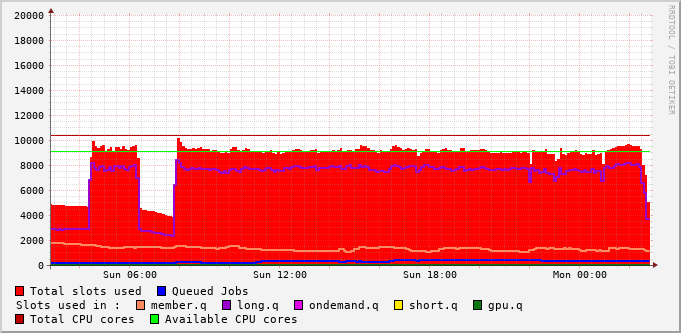 RRDTOOL / TOBI OETIKER
20000
18000
16000
14000
12000
10000
8000
6000
4000
2000
0
Sun 06:00 Sun 12:00 Sun 18:00 Mon 00:00
Total slots used Queued Jobs
Slots used in : member.q long.q ondemand.q short.q gpu.q
Total CPU cores Available CPU cores